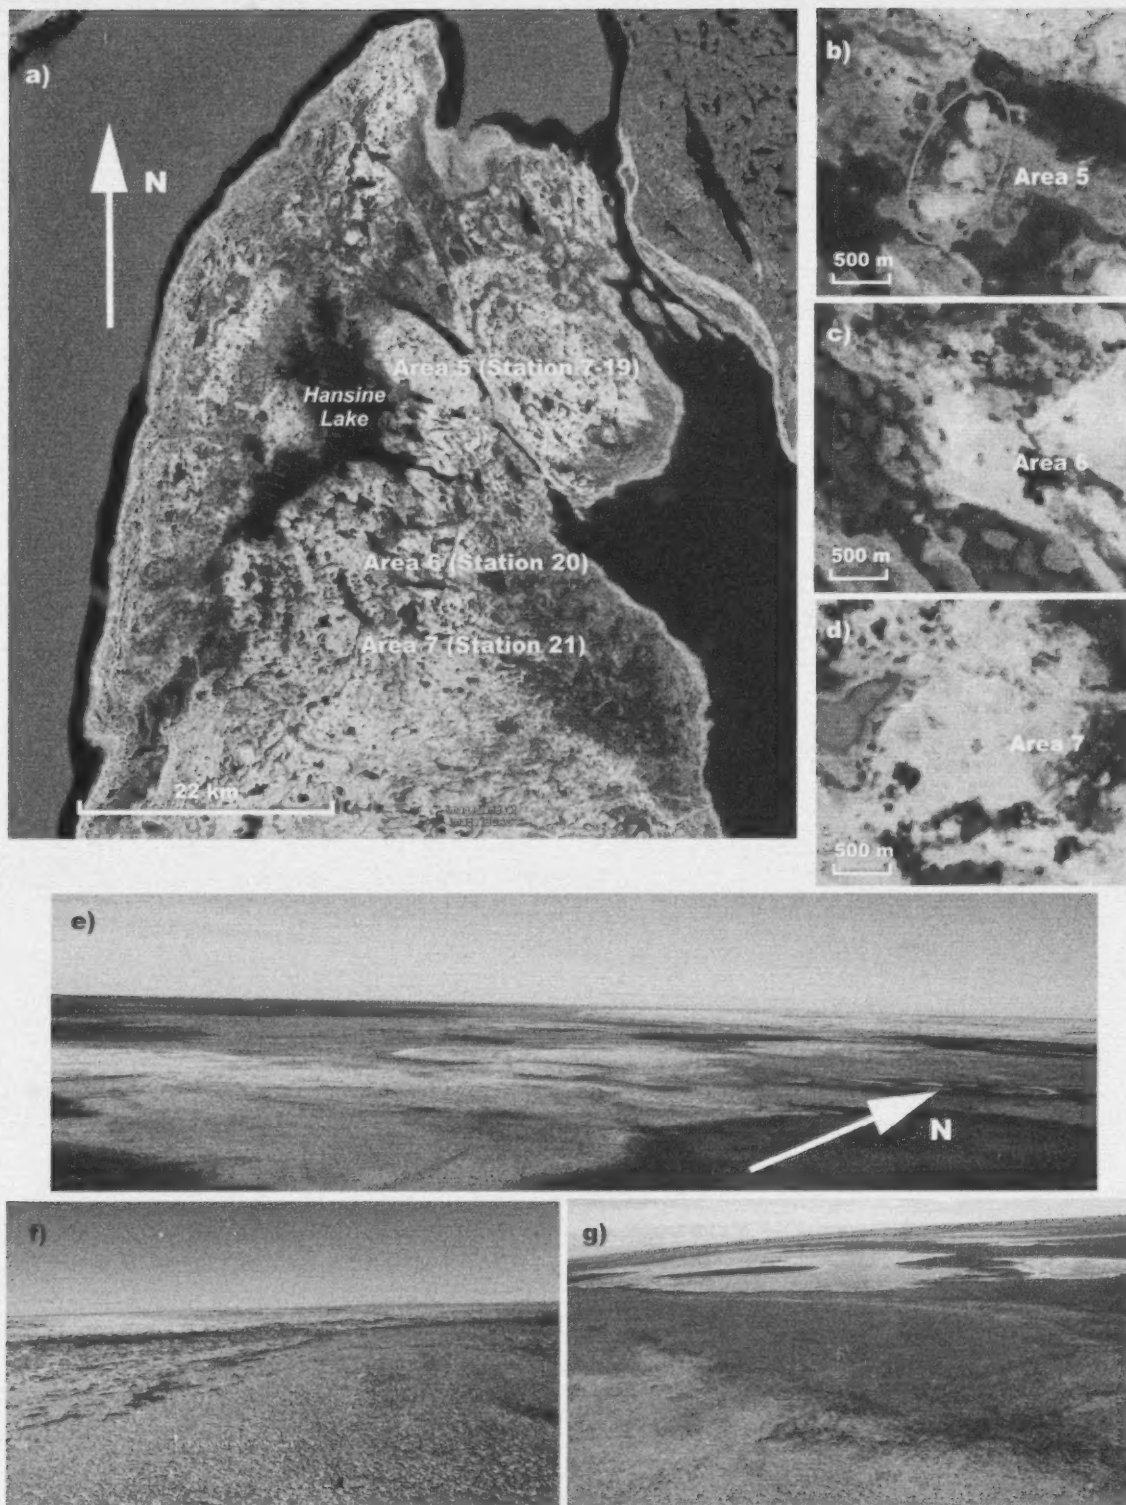 a)
N
Area 5 (Station 7-19)
Hansine
Lake
Area 6 (Station 20)
Area 7 (Station 21)
22 km
b)
Area 5
500 m
c)
Area 6
500 m
d)
Area 7
500 m
e)
N
f)
g)